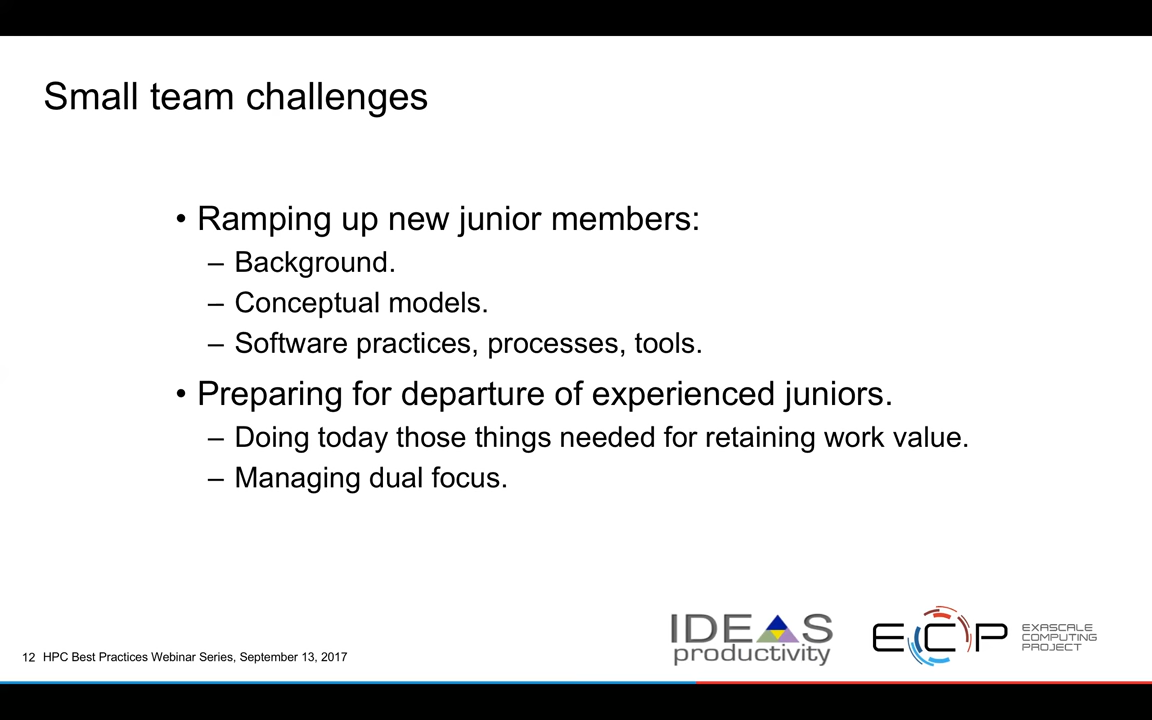 Small team challenges
• Ramping up new junior members:
– Background.
– Conceptual models.
– Software practices, processes, tools.
• Preparing for departure of experienced juniors.
– Doing today those things needed for retaining work value.
– Managing dual focus.
IDEAS
productivity
ECP
EXASCALE
COMPUTING
PROJECT
12 HPC Best Practices Webinar Series, September 13, 2017